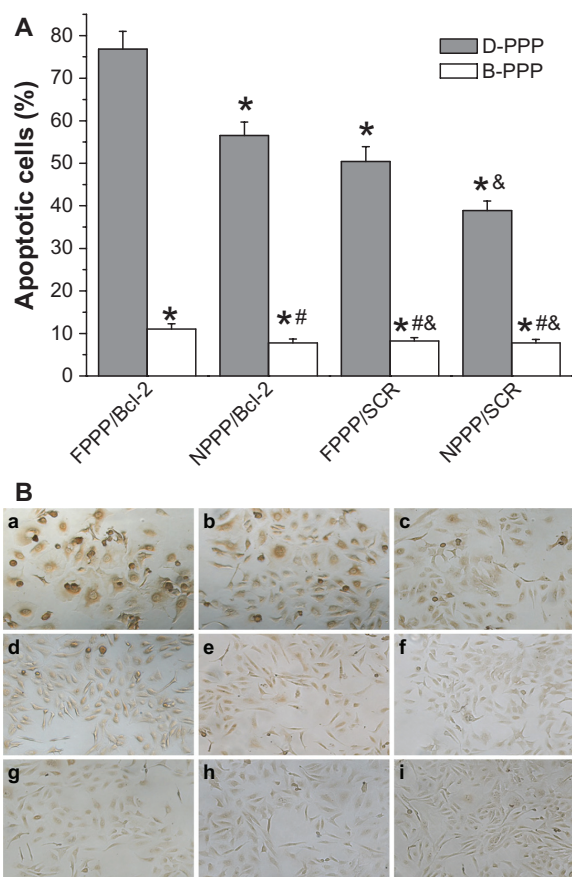 A
Apoptotic cells (%)
80
70
60
50
40
30
20
10
0
D-PPP
B-PPP
*
*
*
* &
*
* #
* #&
* #&
FPPP/Bcl-2
NPPP/Bcl-2
FPPP/SCR
NPPP/SCR
B
a
b
c
d
e
f
g
h
i